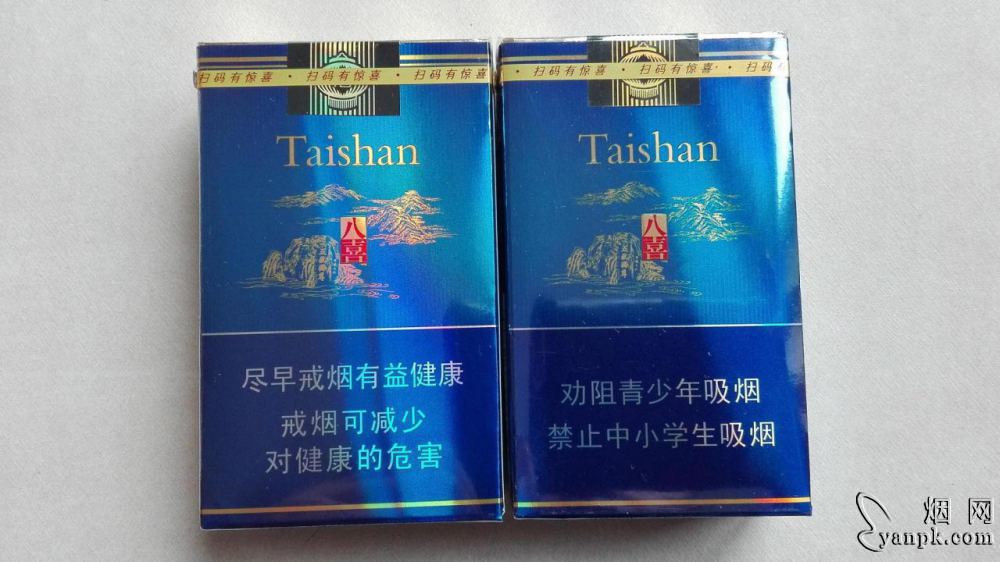 扫码有惊喜 · 扫码有惊喜 · 扫码有惊喜
Taishan
八喜
尽早戒烟有益健康
戒烟可减少
对健康的危害
扫码有惊喜 · 扫码有惊喜 · 扫码有
Taishan
八喜
劝阻青少年吸烟
禁止中小学生吸烟
烟网
yanpk.com